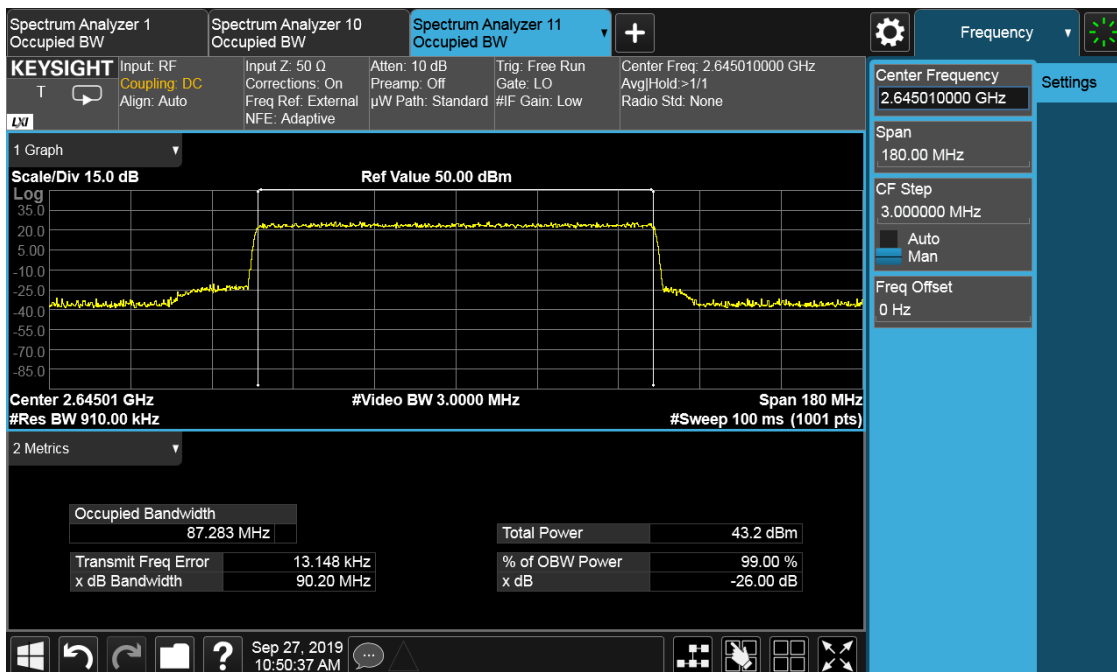 Spectrum Analyzer 1
Occupied BW
Spectrum Analyzer 10
Occupied BW
Spectrum Analyzer 11
Occupied BW
Frequency
KEYSIGHT
T
LXI
Input: RF
Coupling: DC
Align: Auto
Input Z: 50 Ω
Corrections: On
Freq Ref: External
NFE: Adaptive
Atten: 10 dB
Preamp: Off
µW Path: Standard
Trig: Free Run
Gate: LO
#IF Gain: Low
Center Freq: 2.645010000 GHz
Avg|Hold:>1/1
Radio Std: None
Center Frequency
2.645010000 GHz
Settings
Span
180.00 MHz
CF Step
3.000000 MHz
Auto
Man
Freq Offset
0 Hz
1 Graph
Scale/Div 15.0 dB
Ref Value 50.00 dBm
Log
35.0
20.0
5.00
-10.0
-25.0
-40.0
-55.0
-70.0
-85.0
Center 2.64501 GHz
#Video BW 3.0000 MHz
Span 180 MHz
#Res BW 910.00 kHz
#Sweep 100 ms (1001 pts)
2 Metrics
Occupied Bandwidth
87.283 MHz
Total Power 43.2 dBm
Transmit Freq Error 13.148 kHz
% of OBW Power 99.00 %
x dB Bandwidth 90.20 MHz
x dB -26.00 dB
?
Sep 27, 2019
10:50:37 AM